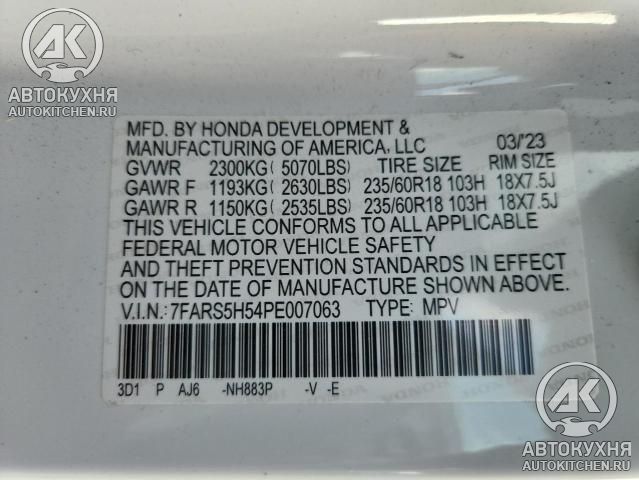 АК
АВТОКУХНЯ
AUTOKITCHEN.RU
MFD. BY HONDA DEVELOPMENT &
MANUFACTURING OF AMERICA, LLC 03/'23
GVWR 2300KG( 5070LBS) TIRE SIZE RIM SIZE
GAWR F 1193KG( 2630LBS) 235/60R18 103H 18X7.5J
GAWR R 1150KG( 2535LBS) 235/60R18 103H 18X7.5J
THIS VEHICLE CONFORMS TO ALL APPLICABLE
FEDERAL MOTOR VEHICLE SAFETY
AND THEFT PREVENTION STANDARDS IN EFFECT
ON THE DATE OF MANUFACTURE SHOWN ABOVE.
V.I.N.: 7FARS5H54PE007063 TYPE: MPV
3D1 P AJ6 -NH883P -V -E
АК
АВТОКУХНЯ
AUTOKITCHEN.RU